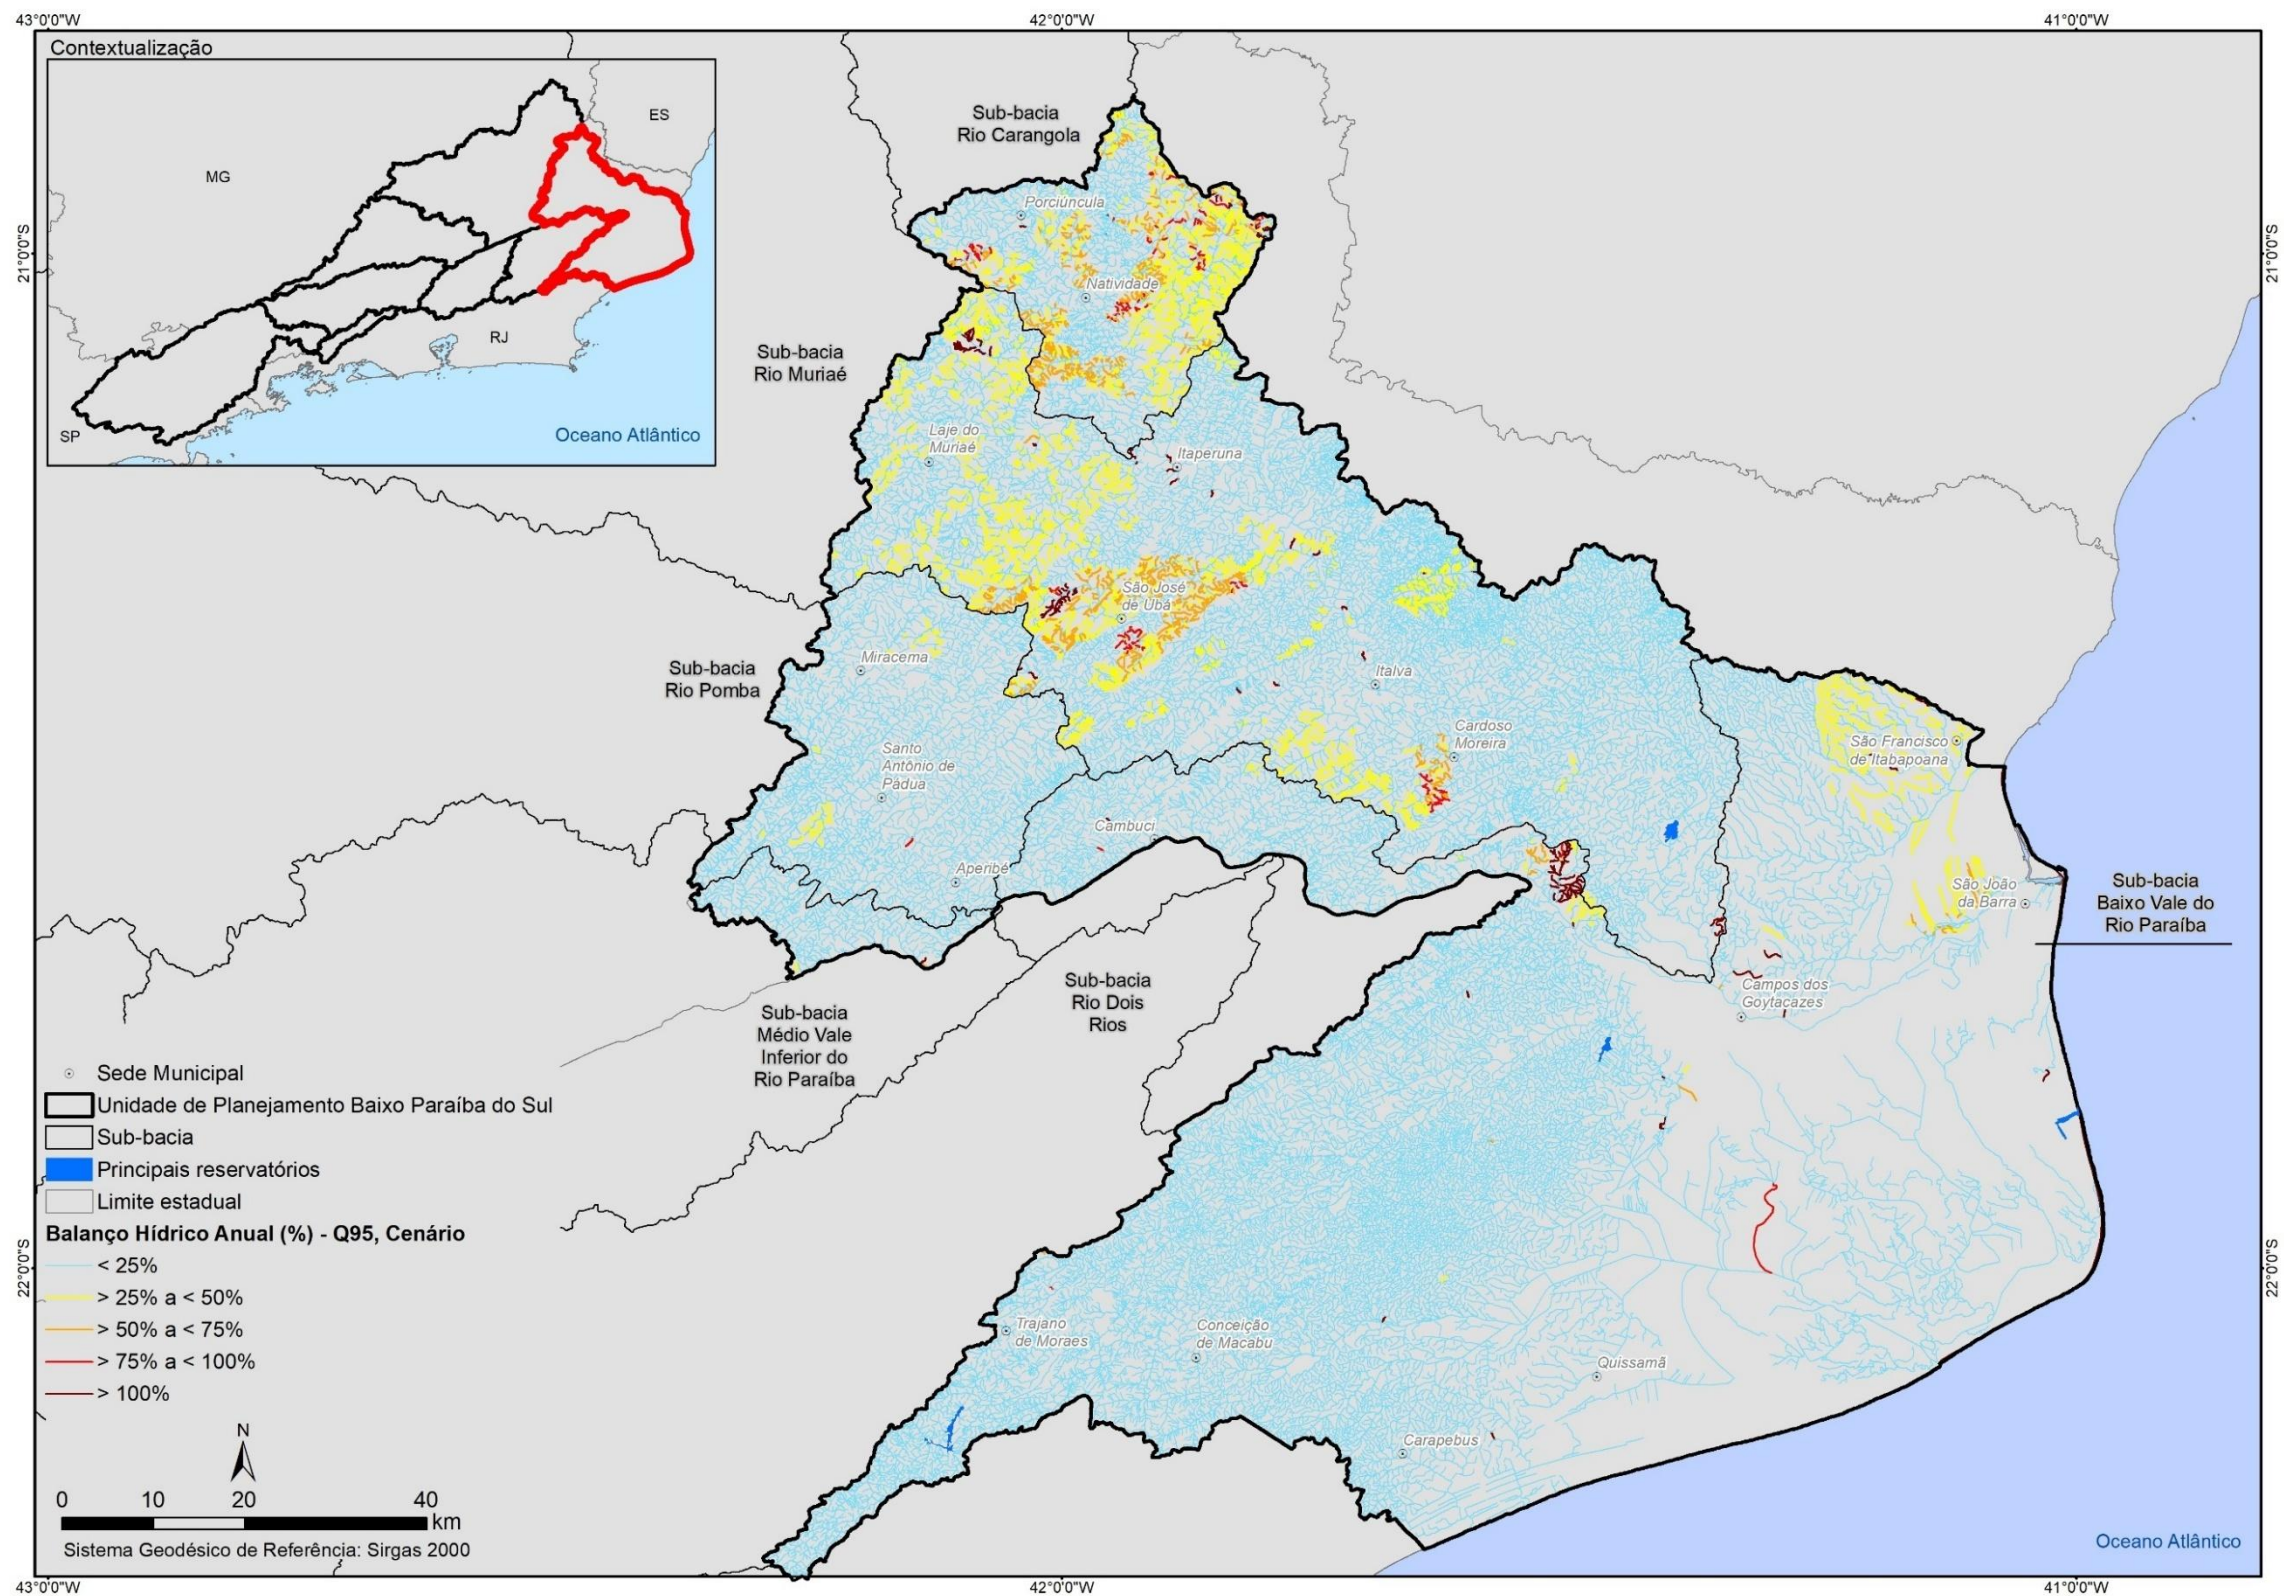 43°0'0"W
42°0'0"W
41°0'0"W
Contextualização
MG
ES
RJ
SP
Oceano Atlântico
21°0'0"S
21°0'0"S
Sub-bacia
Rio Carangola
Porciúncula
Natividade
Sub-bacia
Rio Muriaé
Laje do
Muriaé
Itaperuna
São José
de Ubá
Miracema
Sub-bacia
Rio Pomba
Italva
Santo
Antônio de
Pádua
Cardoso
Moreira
São Francisco
de Itabapoana
Cambuci
Aperibé
São João
da Barra
Sub-bacia
Baixo Vale do
Rio Paraíba
Campos dos
Goytacazes
Sub-bacia
Rio Dois
Rios
Sub-bacia
Médio Vale
Inferior do
Rio Paraíba
Sede Municipal
Unidade de Planejamento Baixo Paraíba do Sul
Sub-bacia
Principais reservatórios
Limite estadual
Balanço Hídrico Anual (%) - Q95, Cenário
< 25%
> 25% a < 50%
> 50% a < 75%
> 75% a < 100%
> 100%
22°0'0"S
22°0'0"S
Trajano
de Moraes
Conceição
de Macabu
Quissamã
Carapebus
N
0 10 20 40
km
Sistema Geodésico de Referência: Sirgas 2000
Oceano Atlântico
43°0'0"W
42°0'0"W
41°0'0"W